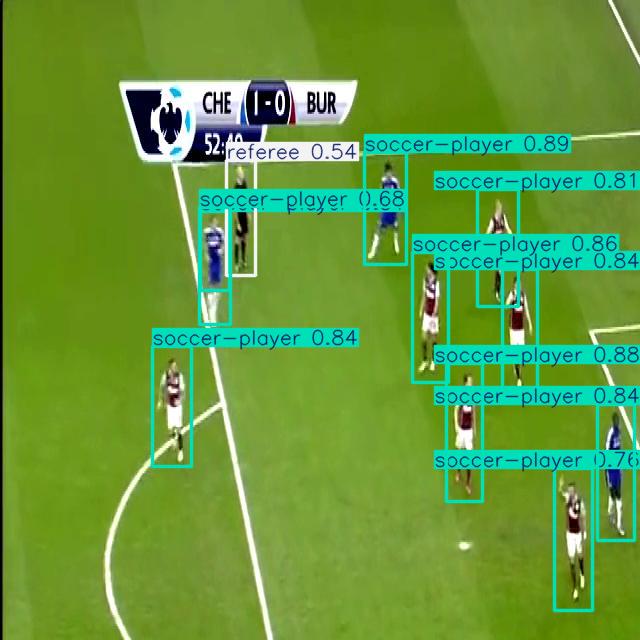 CHE 1-0 BUR
52:
referee 0.54
soccer-player 0.89
soccer-player 0.81
soccer-player 0.68
soccer-player 0.86
soccer-player 0.84
soccer-player 0.84
soccer-player 0.88
soccer-player 0.84
soccer-player 0.76